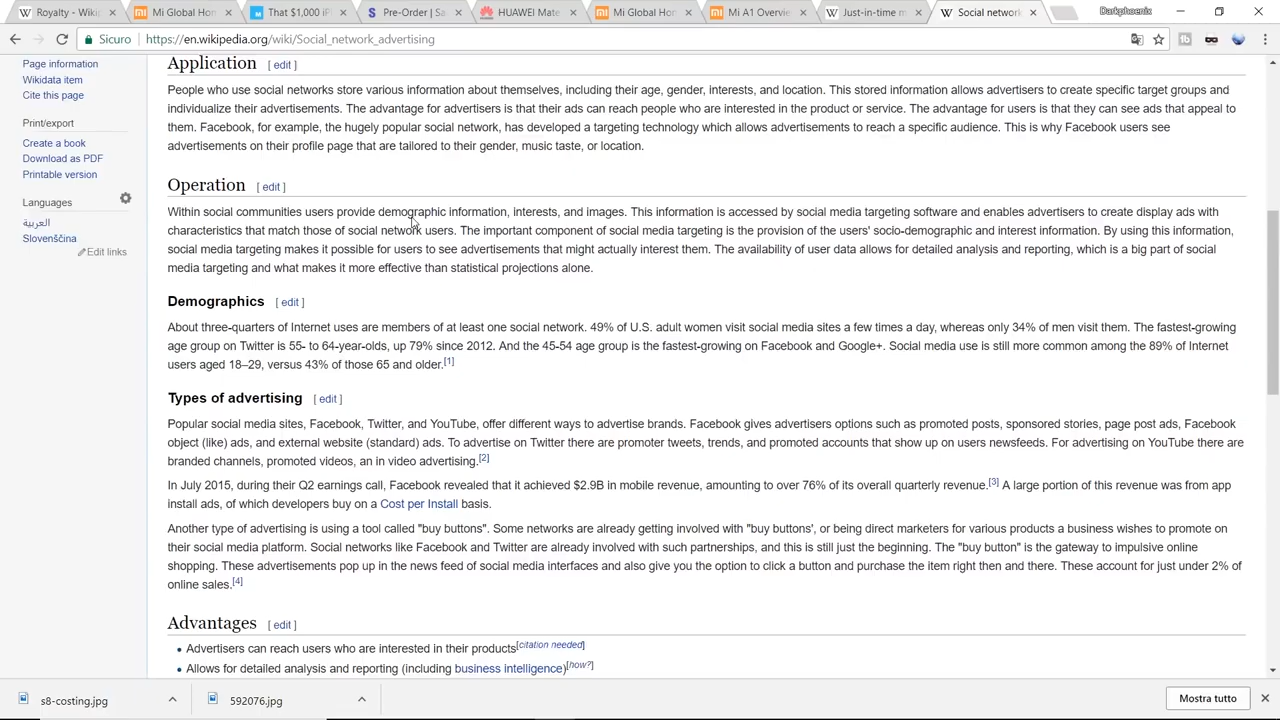 Royalty - Wiki
Mi Global Hom
That $1,000 iP
Pre-Order | Sa
HUAWEI Mate
Mi Global Hon
Mi A1 Overvie
Just-in-time m
Social network
Darkphoenix
Sicuro
https://en.wikipedia.org/wiki/Social_network_advertising
Page information
Wikidata item
Cite this page
Print/export
Create a book
Download as PDF
Printable version
Languages
العربية
Slovenščina
Edit links
Application [ edit ]
People who use social networks store various information about themselves, including their age, gender, interests, and location. This stored information allows advertisers to create specific target groups and
individualize their advertisements. The advantage for advertisers is that their ads can reach people who are interested in the product or service. The advantage for users is that they can see ads that appeal to
them. Facebook, for example, the hugely popular social network, has developed a targeting technology which allows advertisements to reach a specific audience. This is why Facebook users see
advertisements on their profile page that are tailored to their gender, music taste, or location.
Operation [ edit ]
Within social communities users provide demographic information, interests, and images. This information is accessed by social media targeting software and enables advertisers to create display ads with
characteristics that match those of social network users. The important component of social media targeting is the provision of the users' socio-demographic and interest information. By using this information,
social media targeting makes it possible for users to see advertisements that might actually interest them. The availability of user data allows for detailed analysis and reporting, which is a big part of social
media targeting and what makes it more effective than statistical projections alone.
Demographics [ edit ]
About three-quarters of Internet uses are members of at least one social network. 49% of U.S. adult women visit social media sites a few times a day, whereas only 34% of men visit them. The fastest-growing
age group on Twitter is 55- to 64-year-olds, up 79% since 2012. And the 45-54 age group is the fastest-growing on Facebook and Google+. Social media use is still more common among the 89% of Internet
users aged 18–29, versus 43% of those 65 and older.[1]
Types of advertising [ edit ]
Popular social media sites, Facebook, Twitter, and YouTube, offer different ways to advertise brands. Facebook gives advertisers options such as promoted posts, sponsored stories, page post ads, Facebook
object (like) ads, and external website (standard) ads. To advertise on Twitter there are promoter tweets, trends, and promoted accounts that show up on users newsfeeds. For advertising on YouTube there are
branded channels, promoted videos, an in video advertising.[2]
In July 2015, during their Q2 earnings call, Facebook revealed that it achieved $2.9B in mobile revenue, amounting to over 76% of its overall quarterly revenue.[3] A large portion of this revenue was from app
install ads, of which developers buy on a Cost per Install basis.
Another type of advertising is using a tool called "buy buttons". Some networks are already getting involved with "buy buttons', or being direct marketers for various products a business wishes to promote on
their social media platform. Social networks like Facebook and Twitter are already involved with such partnerships, and this is still just the beginning. The "buy button" is the gateway to impulsive online
shopping. These advertisements pop up in the news feed of social media interfaces and also give you the option to click a button and purchase the item right then and there. These account for just under 2% of
online sales.[4]
Advantages [ edit ]
Advertisers can reach users who are interested in their products[citation needed]
Allows for detailed analysis and reporting (including business intelligence)[how?]
s8-costing.jpg
592076.jpg
Mostra tutto